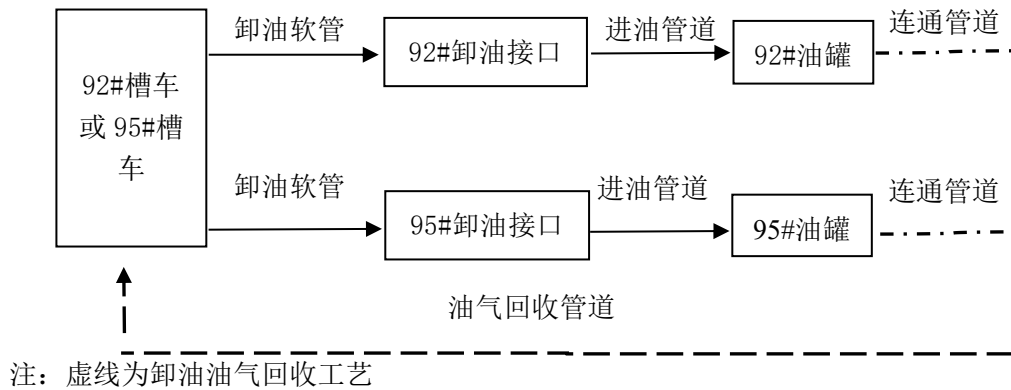 卸油软管
进油管道
连通管道
92#槽车
或 95#槽
车
92#卸油接口
92#油罐
卸油软管
进油管道
连通管道
95#卸油接口
95#油罐
油气回收管道
注：虚线为卸油油气回收工艺